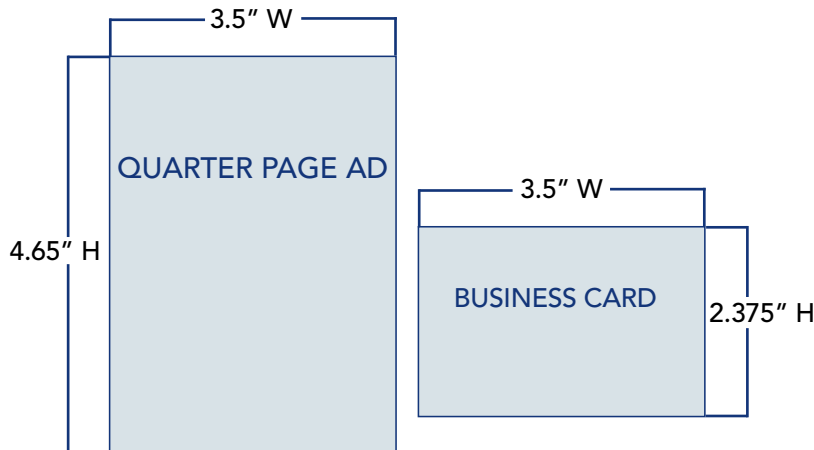 3.5” W
QUARTER PAGE AD
4.65” H
3.5” W
BUSINESS CARD
2.375” H